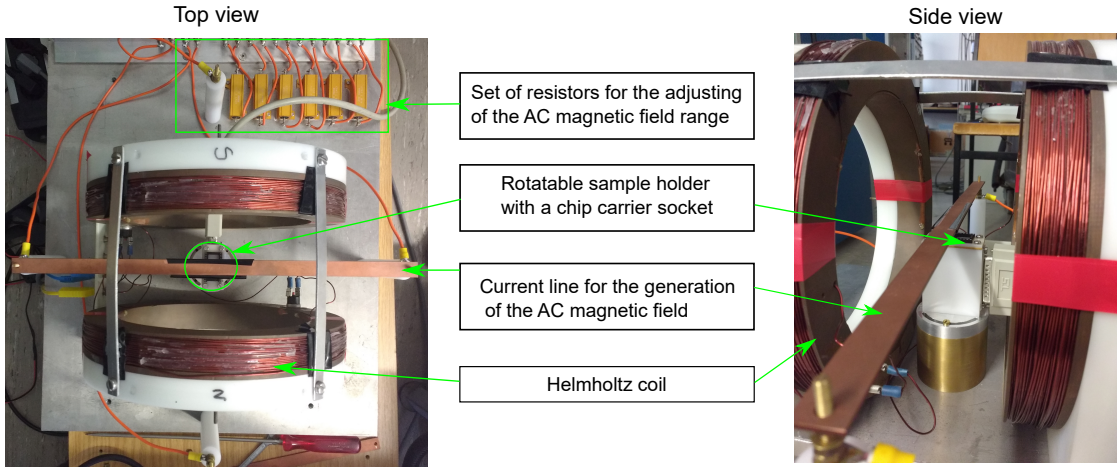 Top view
Side view
Set of resistors for the adjusting
of the AC magnetic field range
Rotatable sample holder
with a chip carrier socket
Current line for the generation
of the AC magnetic field
Helmholtz coil
S
N